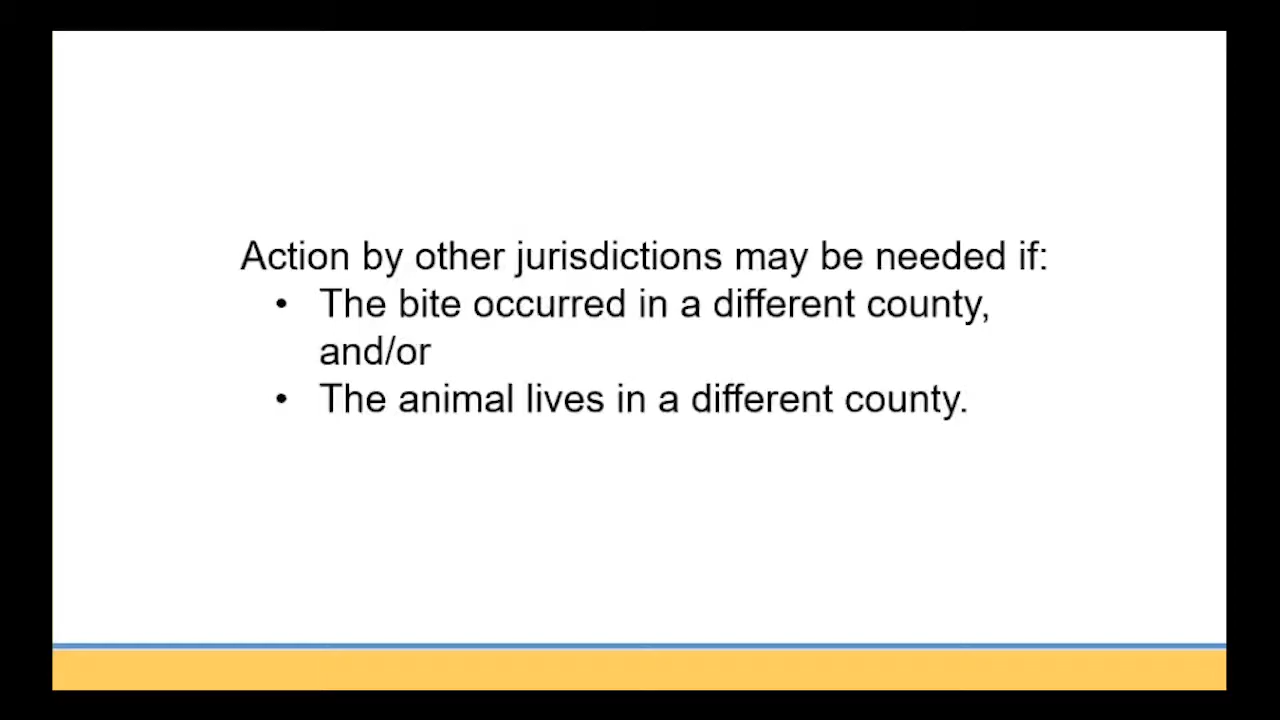 Action by other jurisdictions may be needed if:
• The bite occurred in a different county,
and/or
• The animal lives in a different county.